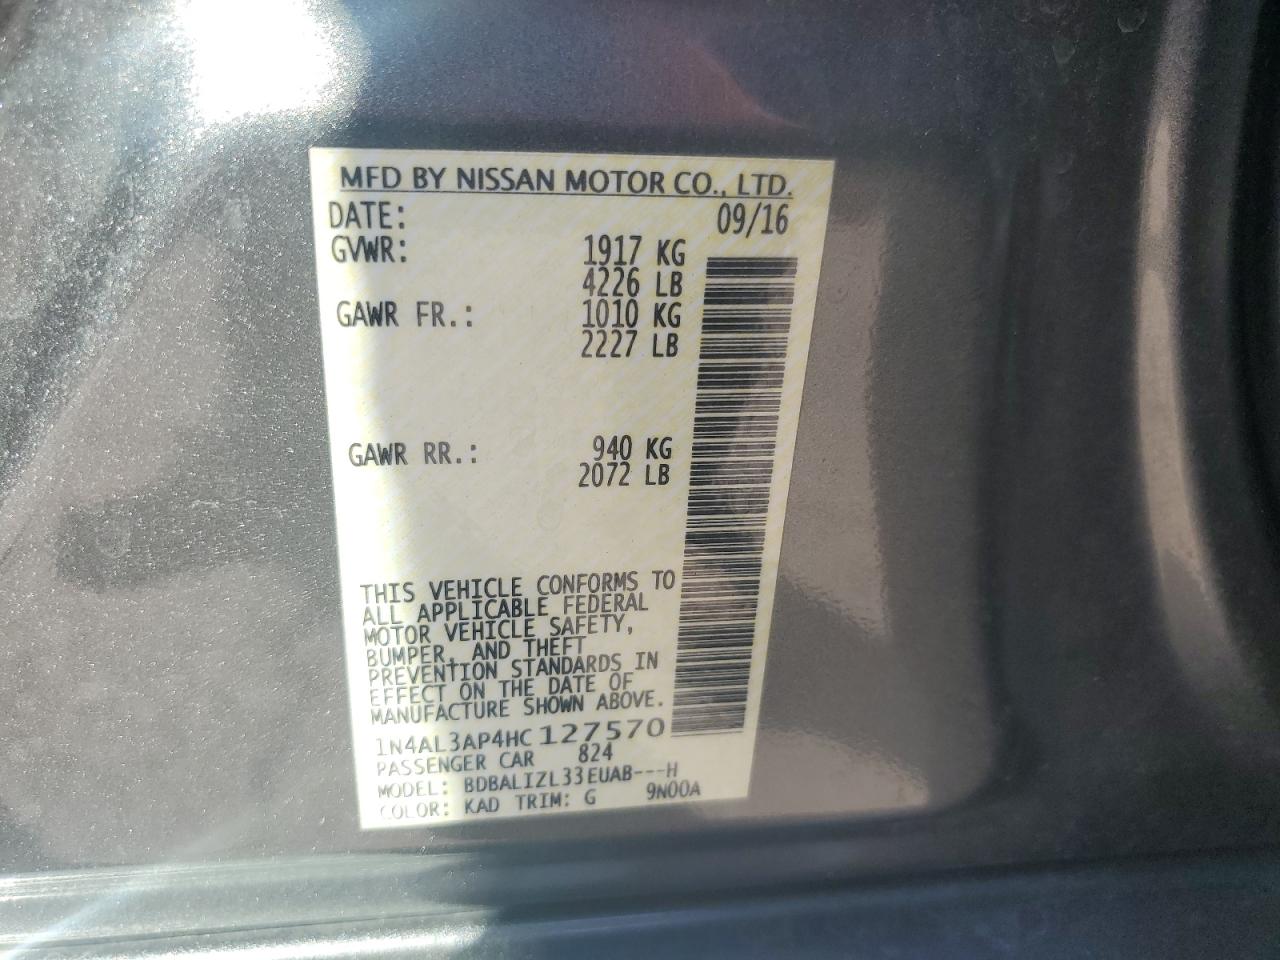 MFD BY NISSAN MOTOR CO., LTD.
DATE: 09/16
GVWR: 1917 KG
4226 LB
GAWR FR.: 1010 KG
2227 LB
GAWR RR.: 940 KG
2072 LB
THIS VEHICLE CONFORMS TO
ALL APPLICABLE FEDERAL
MOTOR VEHICLE SAFETY,
BUMPER, AND THEFT
PREVENTION STANDARDS IN
EFFECT ON THE DATE OF
MANUFACTURE SHOWN ABOVE.
1N4AL3AP4HC127570
PASSENGER CAR 824
MODEL: BDBALIZL33EUAB---H
COLOR: KAD TRIM: G 9N00A